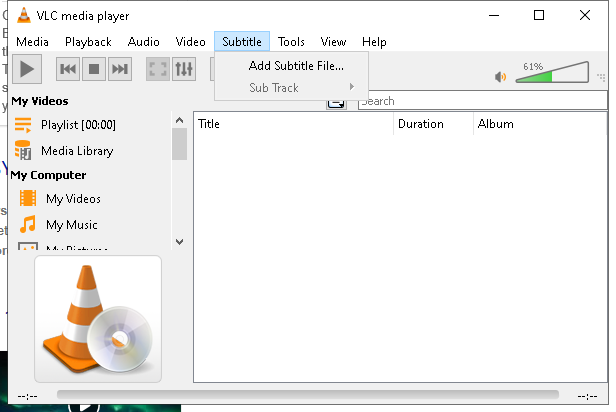 VLC media player
Media Playback Audio Video Subtitle Tools View Help
Add Subtitle File...
Sub Track
61%
My Videos
Playlist [00:00]
Media Library
My Computer
My Videos
My Music
My Pictures
Search
Title Duration Album
--:-- --:--